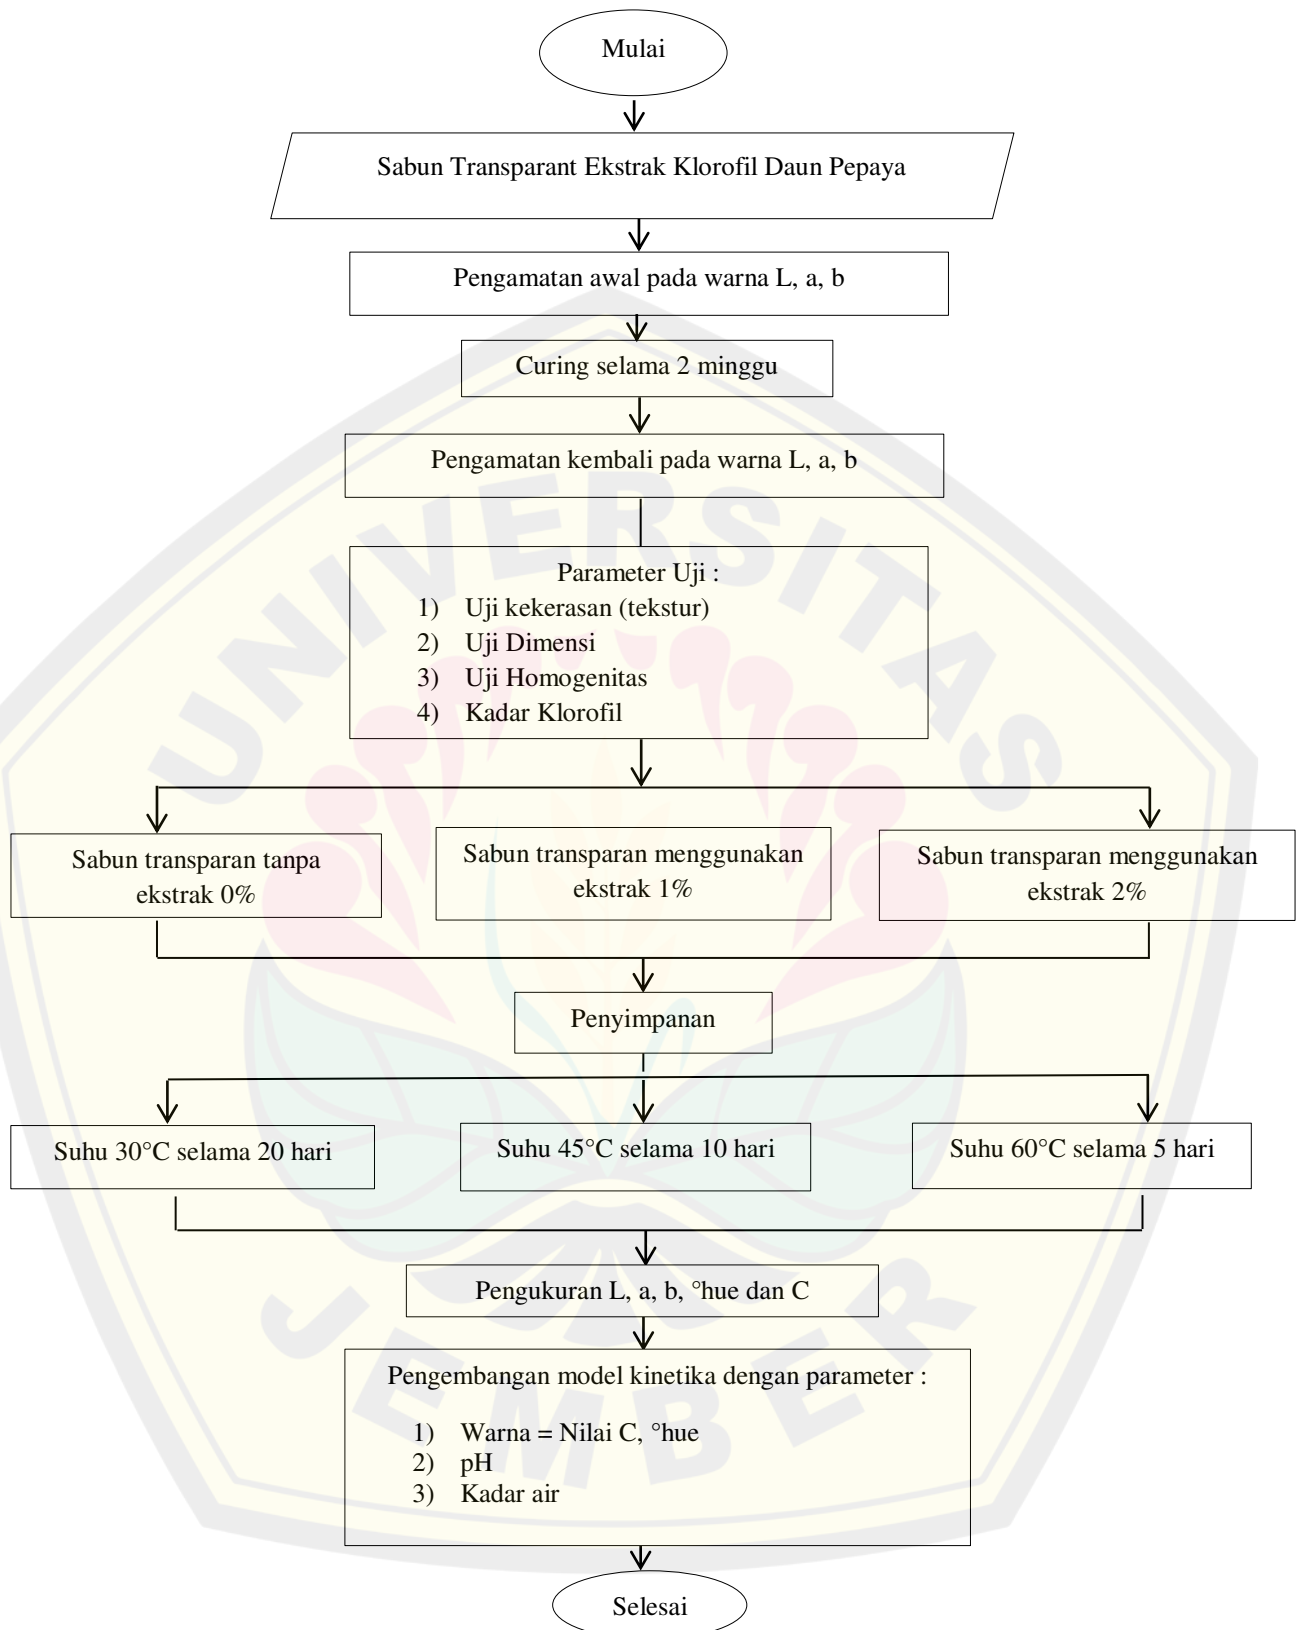 Mulai
Sabun Transparant Ekstrak Klorofil Daun Pepaya
Pengamatan awal pada warna L, a, b
Curing selama 2 minggu
Pengamatan kembali pada warna L, a, b
Parameter Uji :
1) Uji kekerasan (tekstur)
2) Uji Dimensi
3) Uji Homogenitas
4) Kadar Klorofil
Sabun transparan tanpa
ekstrak 0%
Sabun transparan menggunakan
ekstrak 1%
Sabun transparan menggunakan
ekstrak 2%
Penyimpanan
Suhu 30°C selama 20 hari
Suhu 45°C selama 10 hari
Suhu 60°C selama 5 hari
Pengukuran L, a, b, °hue dan C
Pengembangan model kinetika dengan parameter :
1) Warna = Nilai C, °hue
2) pH
3) Kadar air
Selesai
UNIVERSITAS
JEMBER